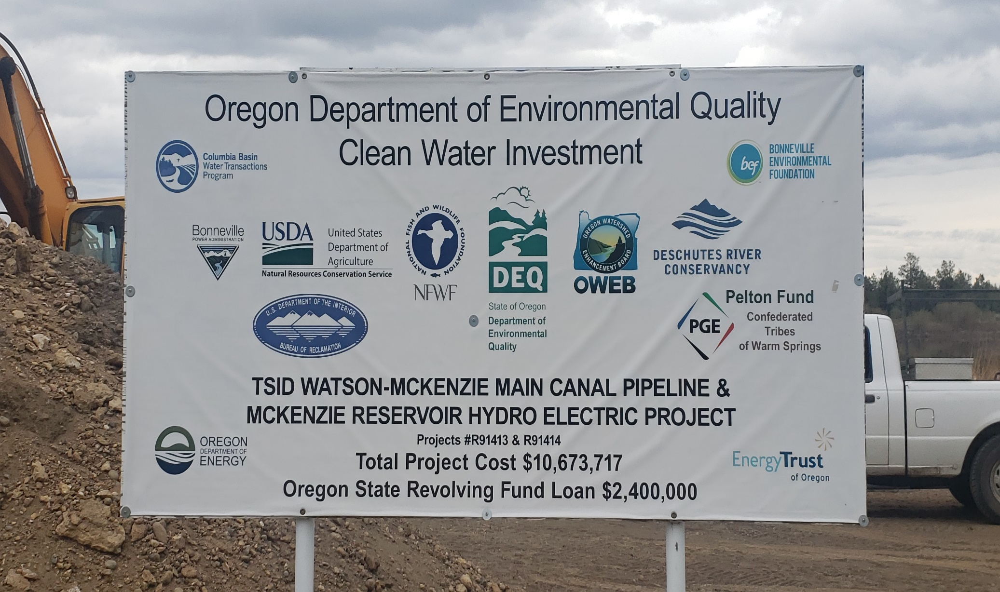 Oregon Department of Environmental Quality
Clean Water Investment
Columbia Basin
Water Transactions
Program
bef
BONNEVILLE
ENVIRONMENTAL
FOUNDATION
Bonneville
POWER ADMINISTRATION
USDA
United States
Department of
Agriculture
Natural Resources Conservation Service
NATIONAL FISH AND WILDLIFE FOUNDATION
NFWF
DEQ
State of Oregon
Department of
Environmental
Quality
OREGON WATERSHED
ENHANCEMENT BOARD
OWEB
DESCHUTES RIVER
CONSERVANCY
U.S. DEPARTMENT OF THE INTERIOR
BUREAU OF RECLAMATION
PGE
Pelton Fund
Confederated
Tribes
of Warm Springs
TSID WATSON-MCKENZIE MAIN CANAL PIPELINE &
MCKENZIE RESERVOIR HYDRO ELECTRIC PROJECT
Projects #R91413 & R91414
Total Project Cost $10,673,717
Oregon State Revolving Fund Loan $2,400,000
OREGON
DEPARTMENT OF
ENERGY
EnergyTrust
of Oregon